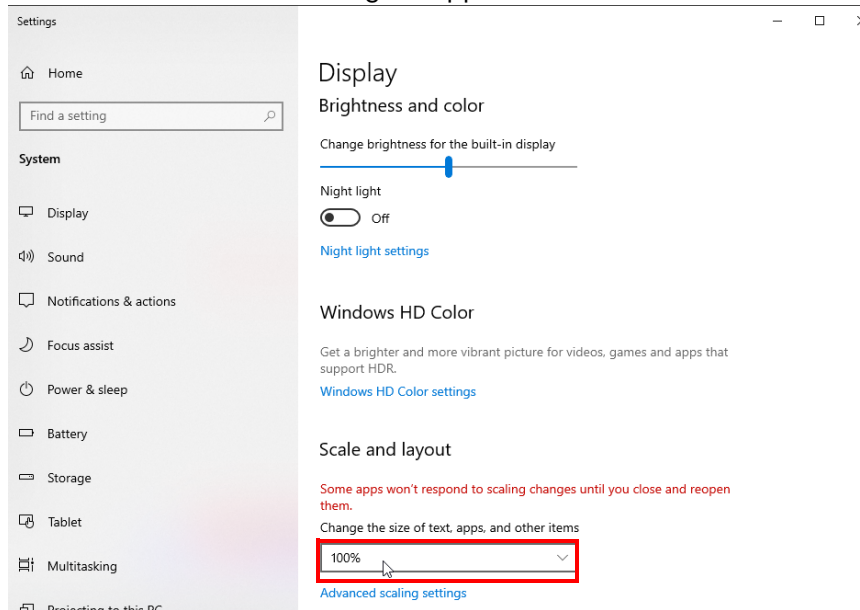 Settings
Home
Find a setting
System
Display
Sound
Notifications & actions
Focus assist
Power & sleep
Battery
Storage
Tablet
Multitasking
Projecting to this PC
Display
Brightness and color
Change brightness for the built-in display
Night light
Off
Night light settings
Windows HD Color
Get a brighter and more vibrant picture for videos, games and apps that
support HDR.
Windows HD Color settings
Scale and layout
Some apps won't respond to scaling changes until you close and reopen
them.
Change the size of text, apps, and other items
100%
Advanced scaling settings